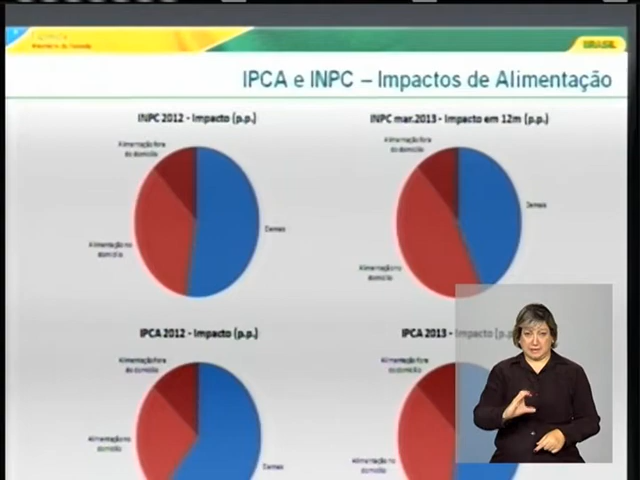 BRASIL
IPCA e INPC – Impactos de Alimentação
INPC 2012 - Impacto (p.p.)
INPC mar.2013 - Impacto em 12m (p.p.)
Alimentação fora
do domicílio
Alimentação fora
do domicílio
Demais
Demais
Alimentação no
domicílio
Alimentação no
domicílio
IPCA 2012 - Impacto (p.p.)
IPCA 2013 - Impacto (p.p.
Alimentação fora
do domicílio
Alimentação fora
do domicílio
Alimentação no
domicílio
Alimentação no
domicílio
Demais